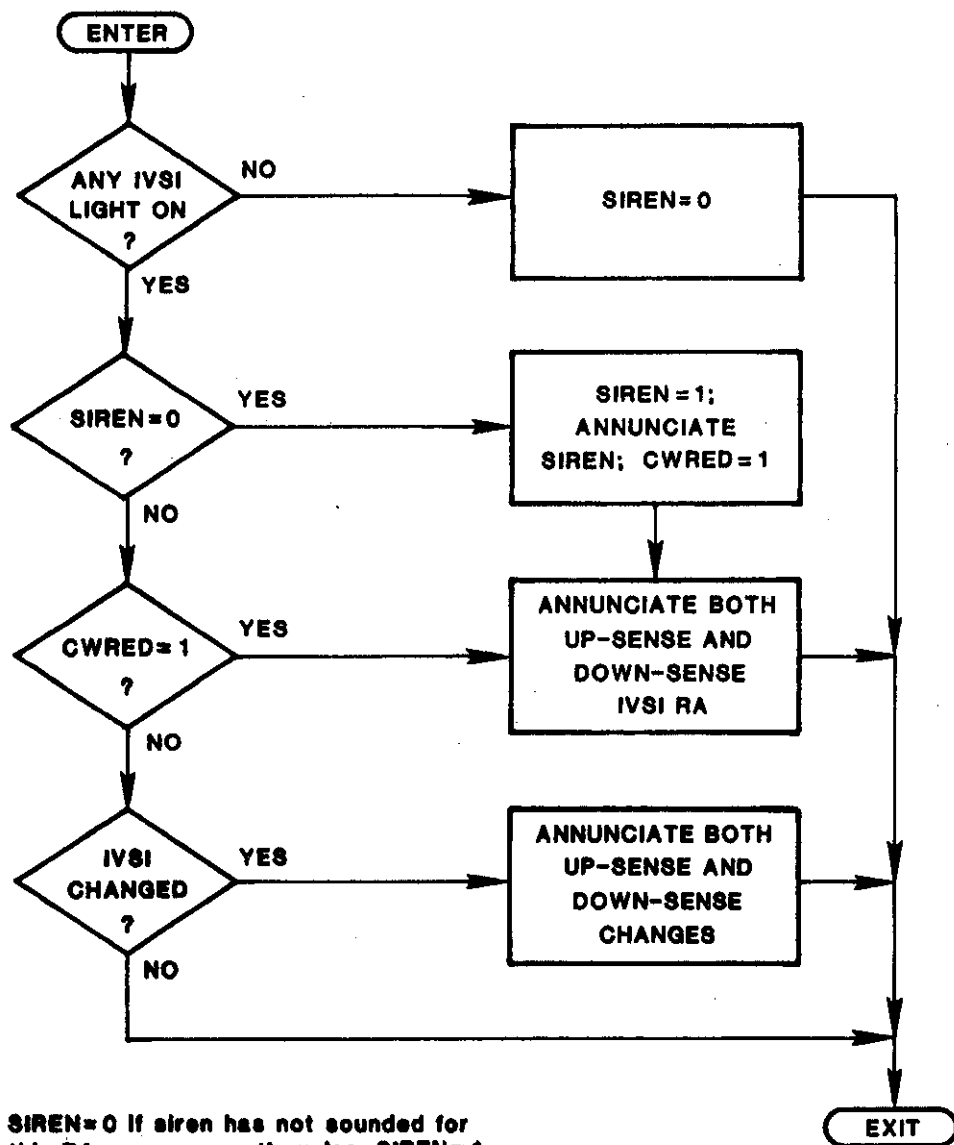 ENTER
ANY IVSI
LIGHT ON
?
NO
SIREN=0
YES
SIREN=0
?
YES
SIREN=1;
ANNUNCIATE
SIREN; CWRED=1
NO
CWRED=1
?
YES
ANNUNCIATE BOTH
UP-SENSE AND
DOWN-SENSE
IVSI RA
NO
IVSI
CHANGED
?
YES
ANNUNCIATE BOTH
UP-SENSE AND
DOWN-SENSE
CHANGES
NO
SIREN=0 if siren has not sounded for
EXIT